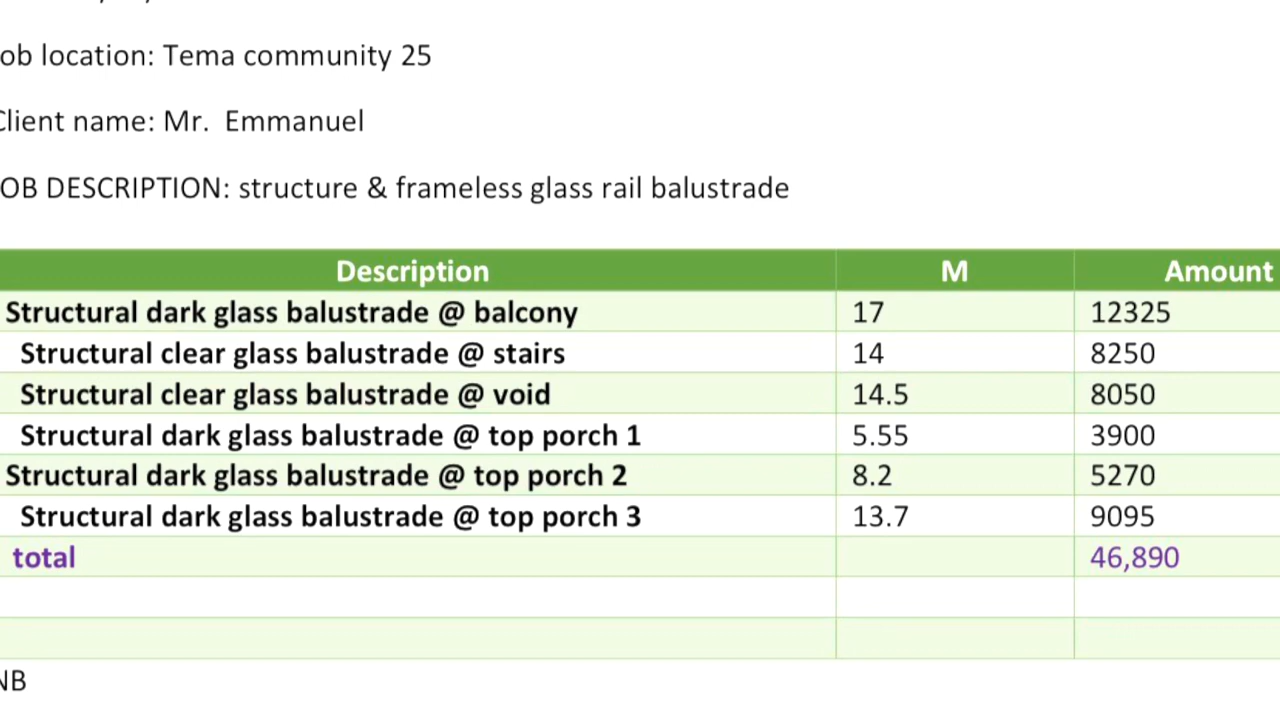 ob location: Tema community 25
Client name: Mr. Emmanuel
OB DESCRIPTION: structure & frameless glass rail balustrade
Description M Amount
Structural dark glass balustrade @ balcony 17 12325
Structural clear glass balustrade @ stairs 14 8250
Structural clear glass balustrade @ void 14.5 8050
Structural dark glass balustrade @ top porch 1 5.55 3900
Structural dark glass balustrade @ top porch 2 8.2 5270
Structural dark glass balustrade @ top porch 3 13.7 9095
total 46,890
NB